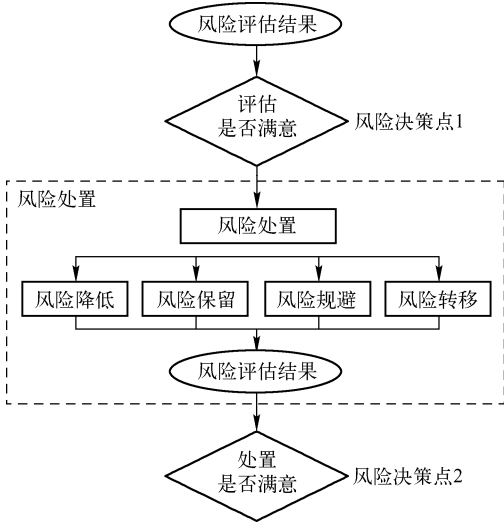 风险评估结果
评估
是否满意
风险决策点1
风险处置
风险处置
风险降低
风险保留
风险规避
风险转移
风险评估结果
处置
是否满意
风险决策点2